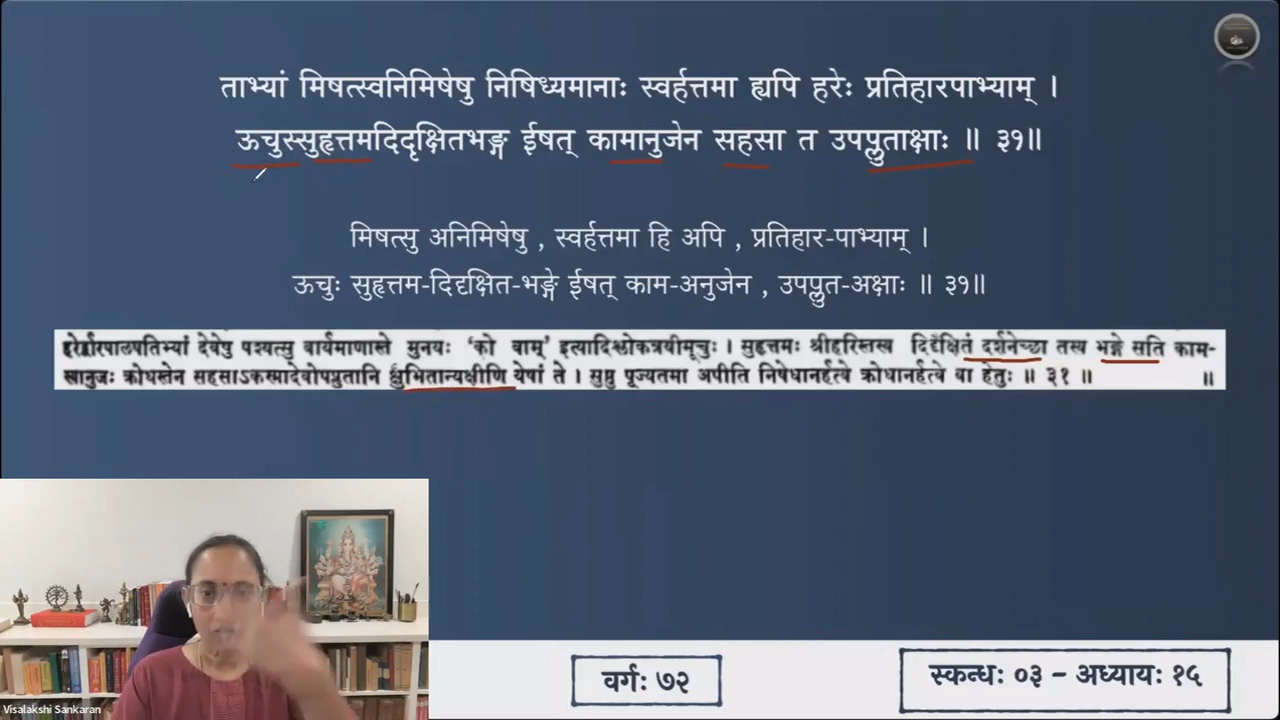 ताभ्यां मिषत्स्वनिमिषेषु निषिध्यमानाः स्वर्हत्तमा ह्यपि हरेः प्रतिहारपाभ्याम् ।
ऊचुस्सुहृत्तमदिदृक्षितभङ्ग ईषत् कामानुजेन सहसा त उपप्लुताक्षाः ॥ ३१॥
मिषत्सु अनिमिषेषु , स्वर्हत्तमा हि अपि , प्रतिहार-पाभ्याम् ।
ऊचुः सुहृत्तम-दिदृक्षित-भङ्गे ईषत् काम-अनुजेन , उपप्लुत-अक्षाः ॥ ३१॥
हरेर्द्वारपालपतिभ्यां देवेषु पश्यत्सु वार्यमाणास्ते मुनयः ‘को वाम्’ इत्यादिश्लोकत्रयीमूचुः । सुहृत्तमः श्रीहरिस्तस्य दिदृक्षितं दर्शनेच्छा तस्य भङ्गे सति काम-
स्यानुजः क्रोधस्तेन सहसाऽकस्मादेवोपप्लुतानि क्षुभितान्यक्षीणि येषां ते । सुष्ठु पूज्यतमा अपीति निषेधानर्हत्वे क्रोधानर्हत्वे वा हेतुः ॥ ३१ ॥ ॥
Visalakshi Sankaran
वर्गः ७२
स्कन्धः ०३ – अध्यायः १५